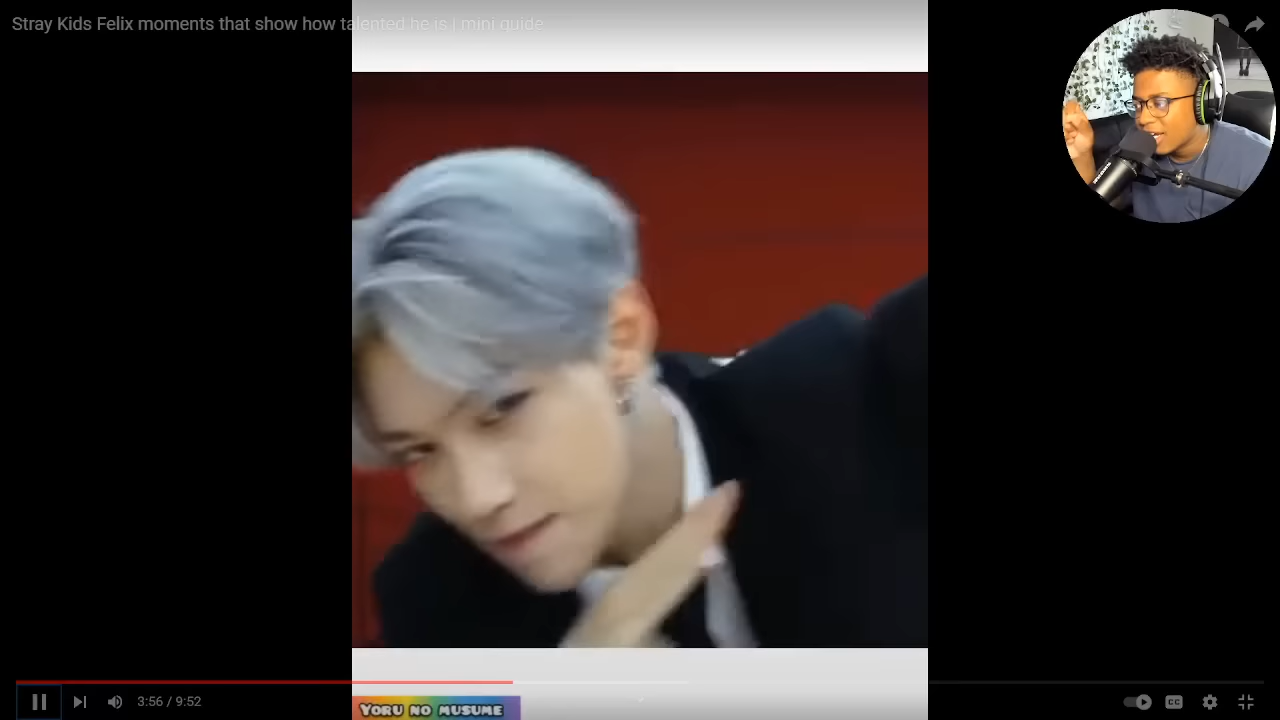 Stray Kids Felix moments that show how talented he is | mini guide
3:56 / 9:52
CC
YORU NO MUSUME